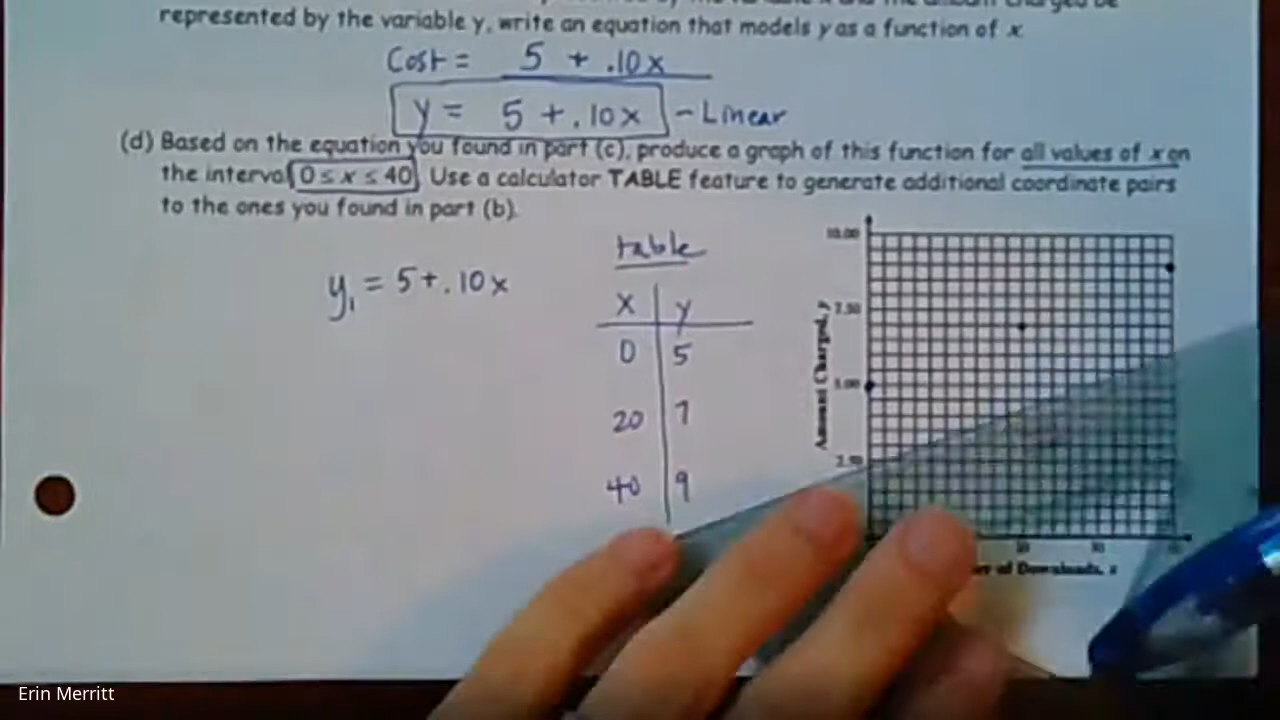 represented by the variable y, write an equation that models y as a function of x
Cost = 5 + .10x
y = 5 + .10x – Linear
(d) Based on the equation you found in part (c), produce a graph of this function for all values of x on
the interval 0 ≤ x ≤ 40. Use a calculator TABLE feature to generate additional coordinate pairs
to the ones you found in part (b).
y₁ = 5 + .10x
table
x y
0 5
20 7
40 9
10.00
7.50
5.00
2.50
Amount Charged, y
20 30
of Downloads, x
Erin Merritt